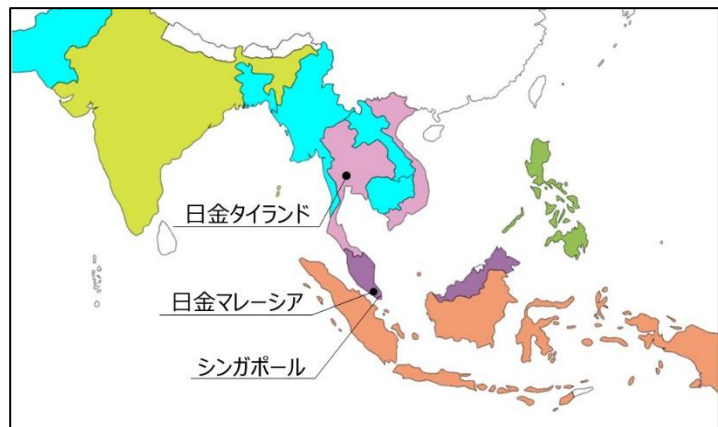 日金タイランド
日金マレーシア
シンガポール